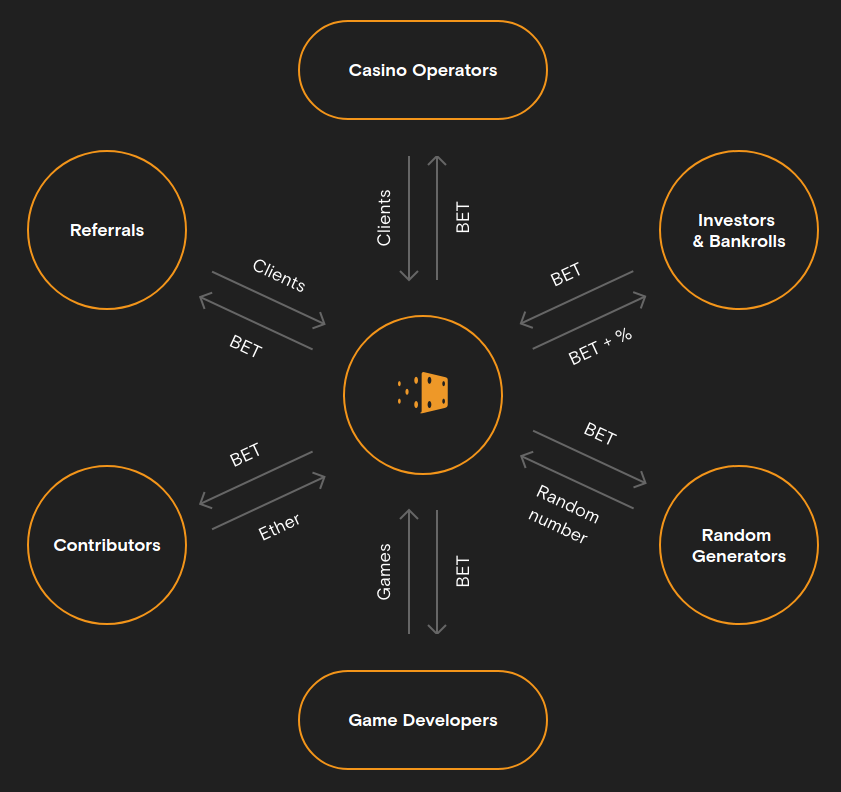 Casino Operators
Referrals
Clients
BET
Investors
& Bankrolls
Clients
BET
BET
BET + %
BET
Ether
BET
Random
number
Contributors
Games
BET
Random
Generators
Game Developers